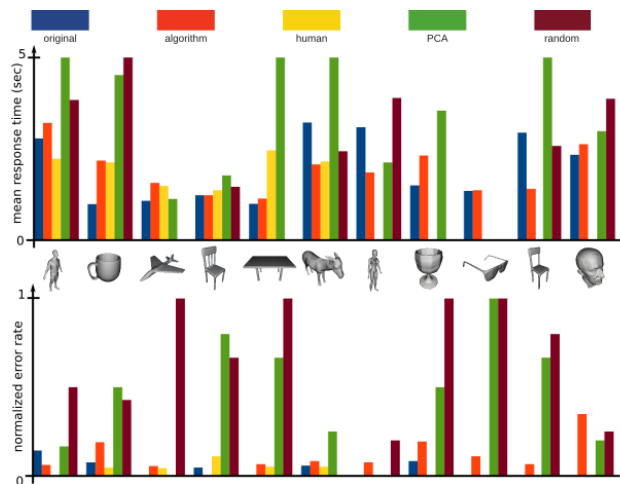 original algorithm human PCA random
5
mean response time (sec)
0
1
normalized error rate
0